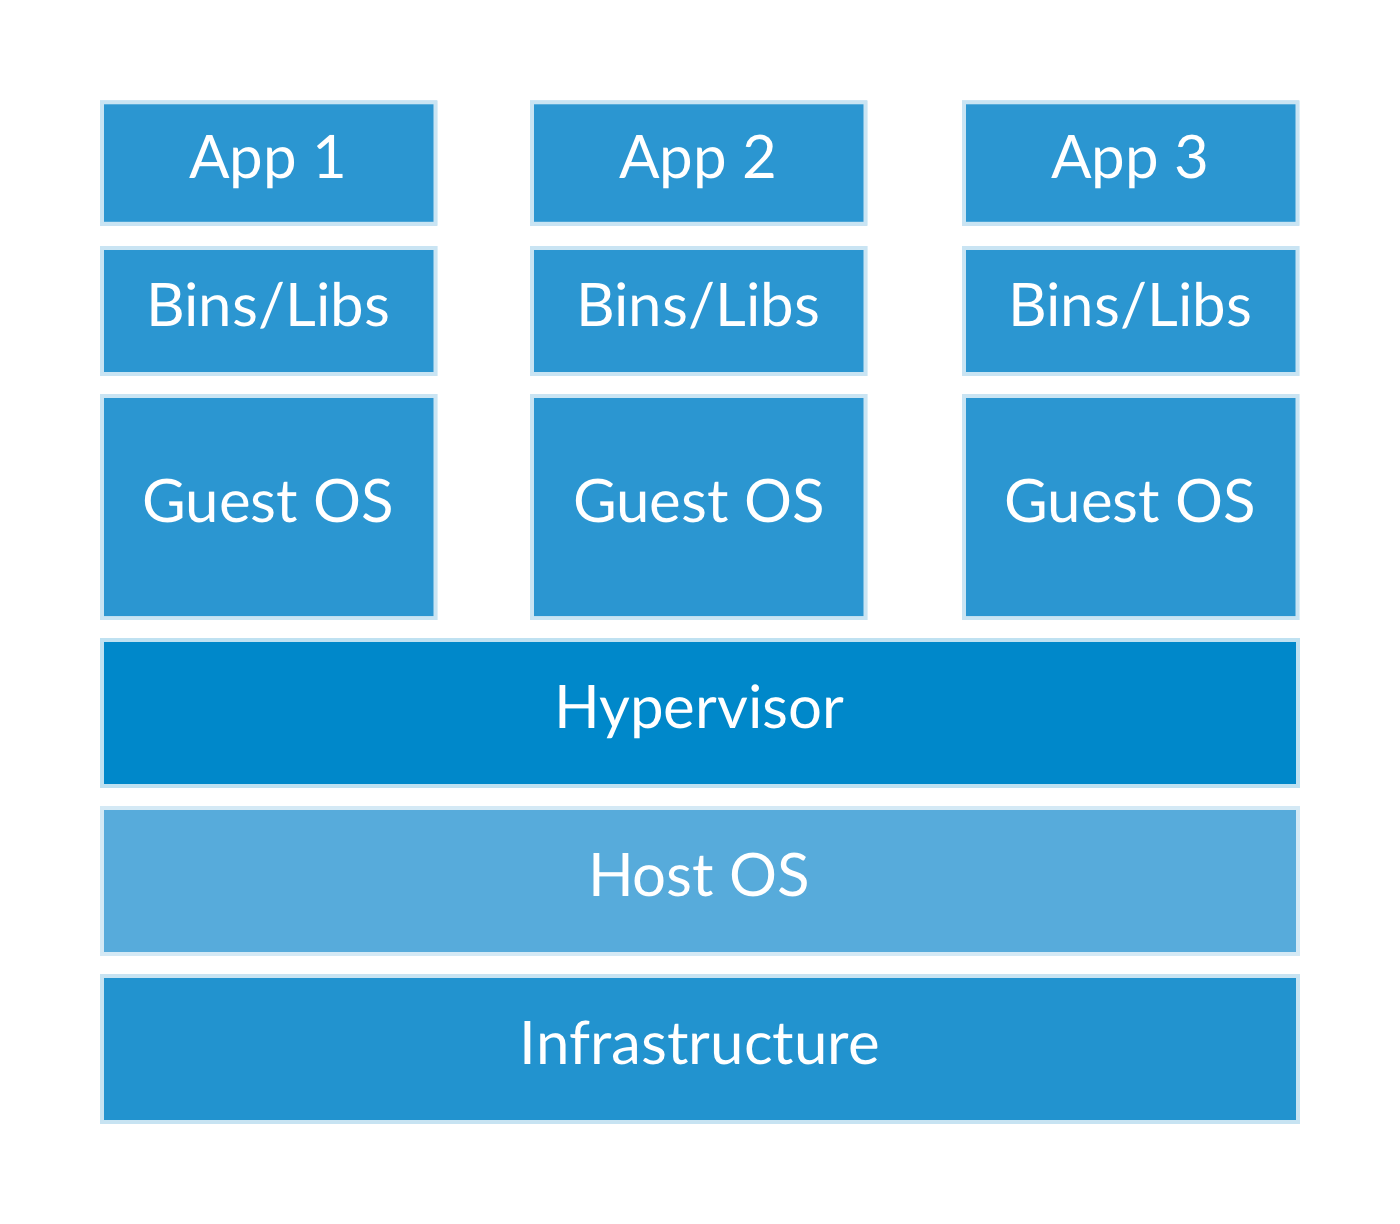 App 1
App 2
App 3
Bins/Libs
Bins/Libs
Bins/Libs
Guest OS
Guest OS
Guest OS
Hypervisor
Host OS
Infrastructure